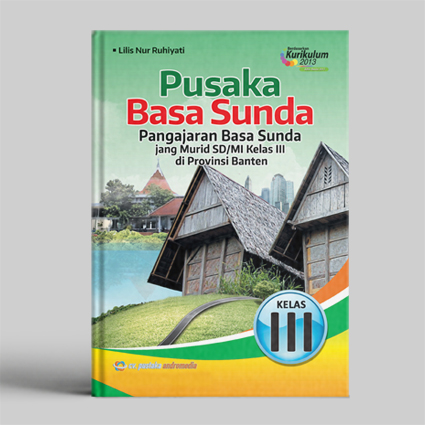 • Lilis Nur Ruhiyati
Kurikulum
2013
Pusaka
Basa Sunda
Pangajaran Basa Sunda
jang Murid SD/MI Kelas III
di Provinsi Banten
KELAS
III
andromedia